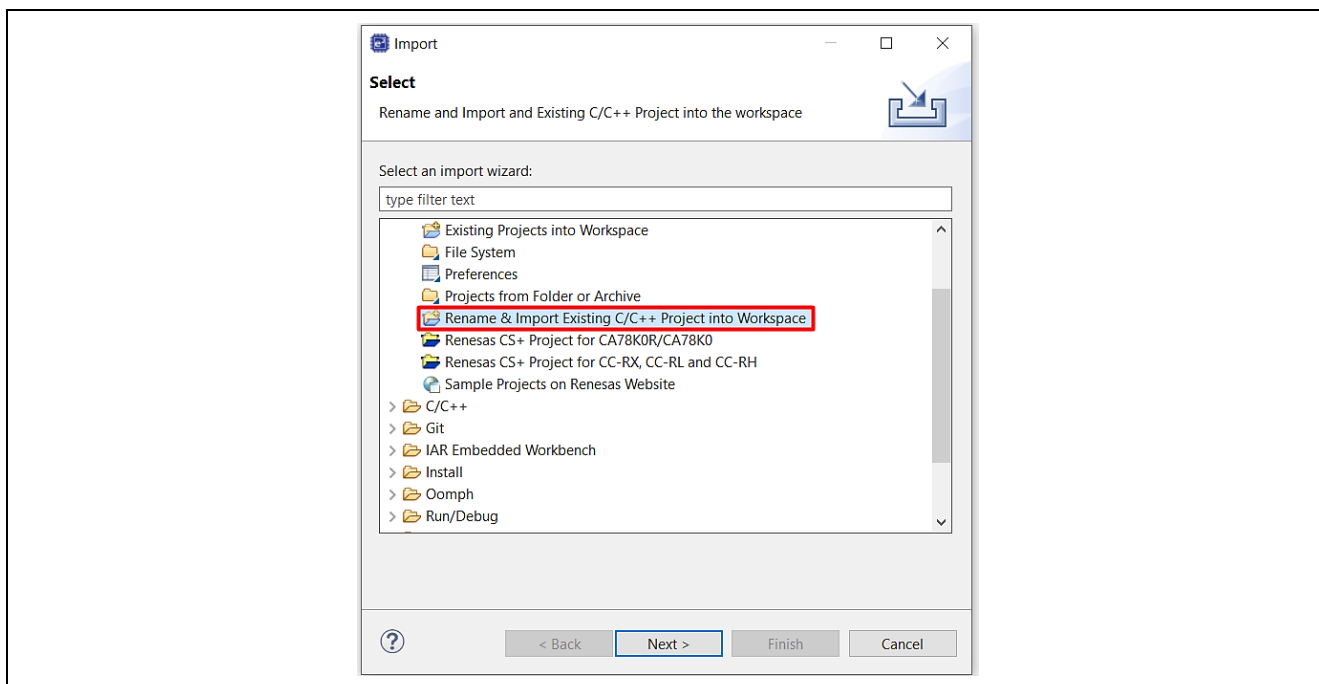 Import
Select
Rename and Import and Existing C/C++ Project into the workspace
Select an import wizard:
type filter text
Existing Projects into Workspace
File System
Preferences
Projects from Folder or Archive
Rename & Import Existing C/C++ Project into Workspace
Renesas CS+ Project for CA78K0R/CA78K0
Renesas CS+ Project for CC-RX, CC-RL and CC-RH
Sample Projects on Renesas Website
C/C++
Git
IAR Embedded Workbench
Install
Oomph
Run/Debug
< Back Next > Finish Cancel